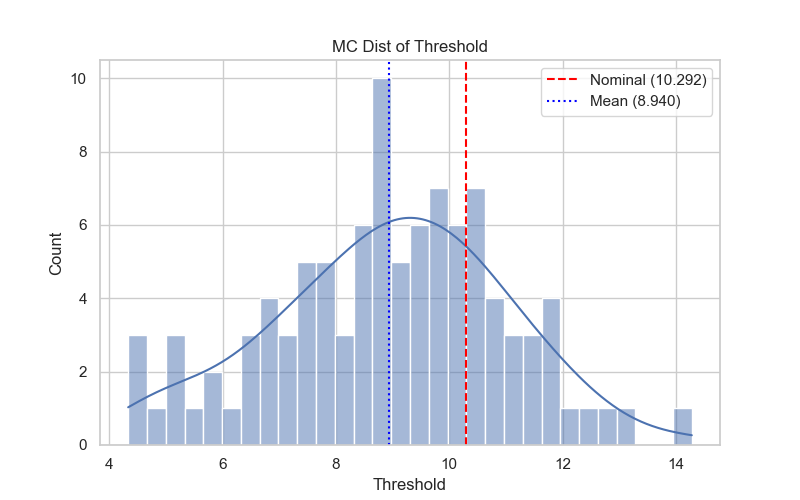 MC Dist of Threshold
Nominal (10.292)
Mean (8.940)
10
8
6
4
2
0
Count
4
6
8
10
12
14
Threshold